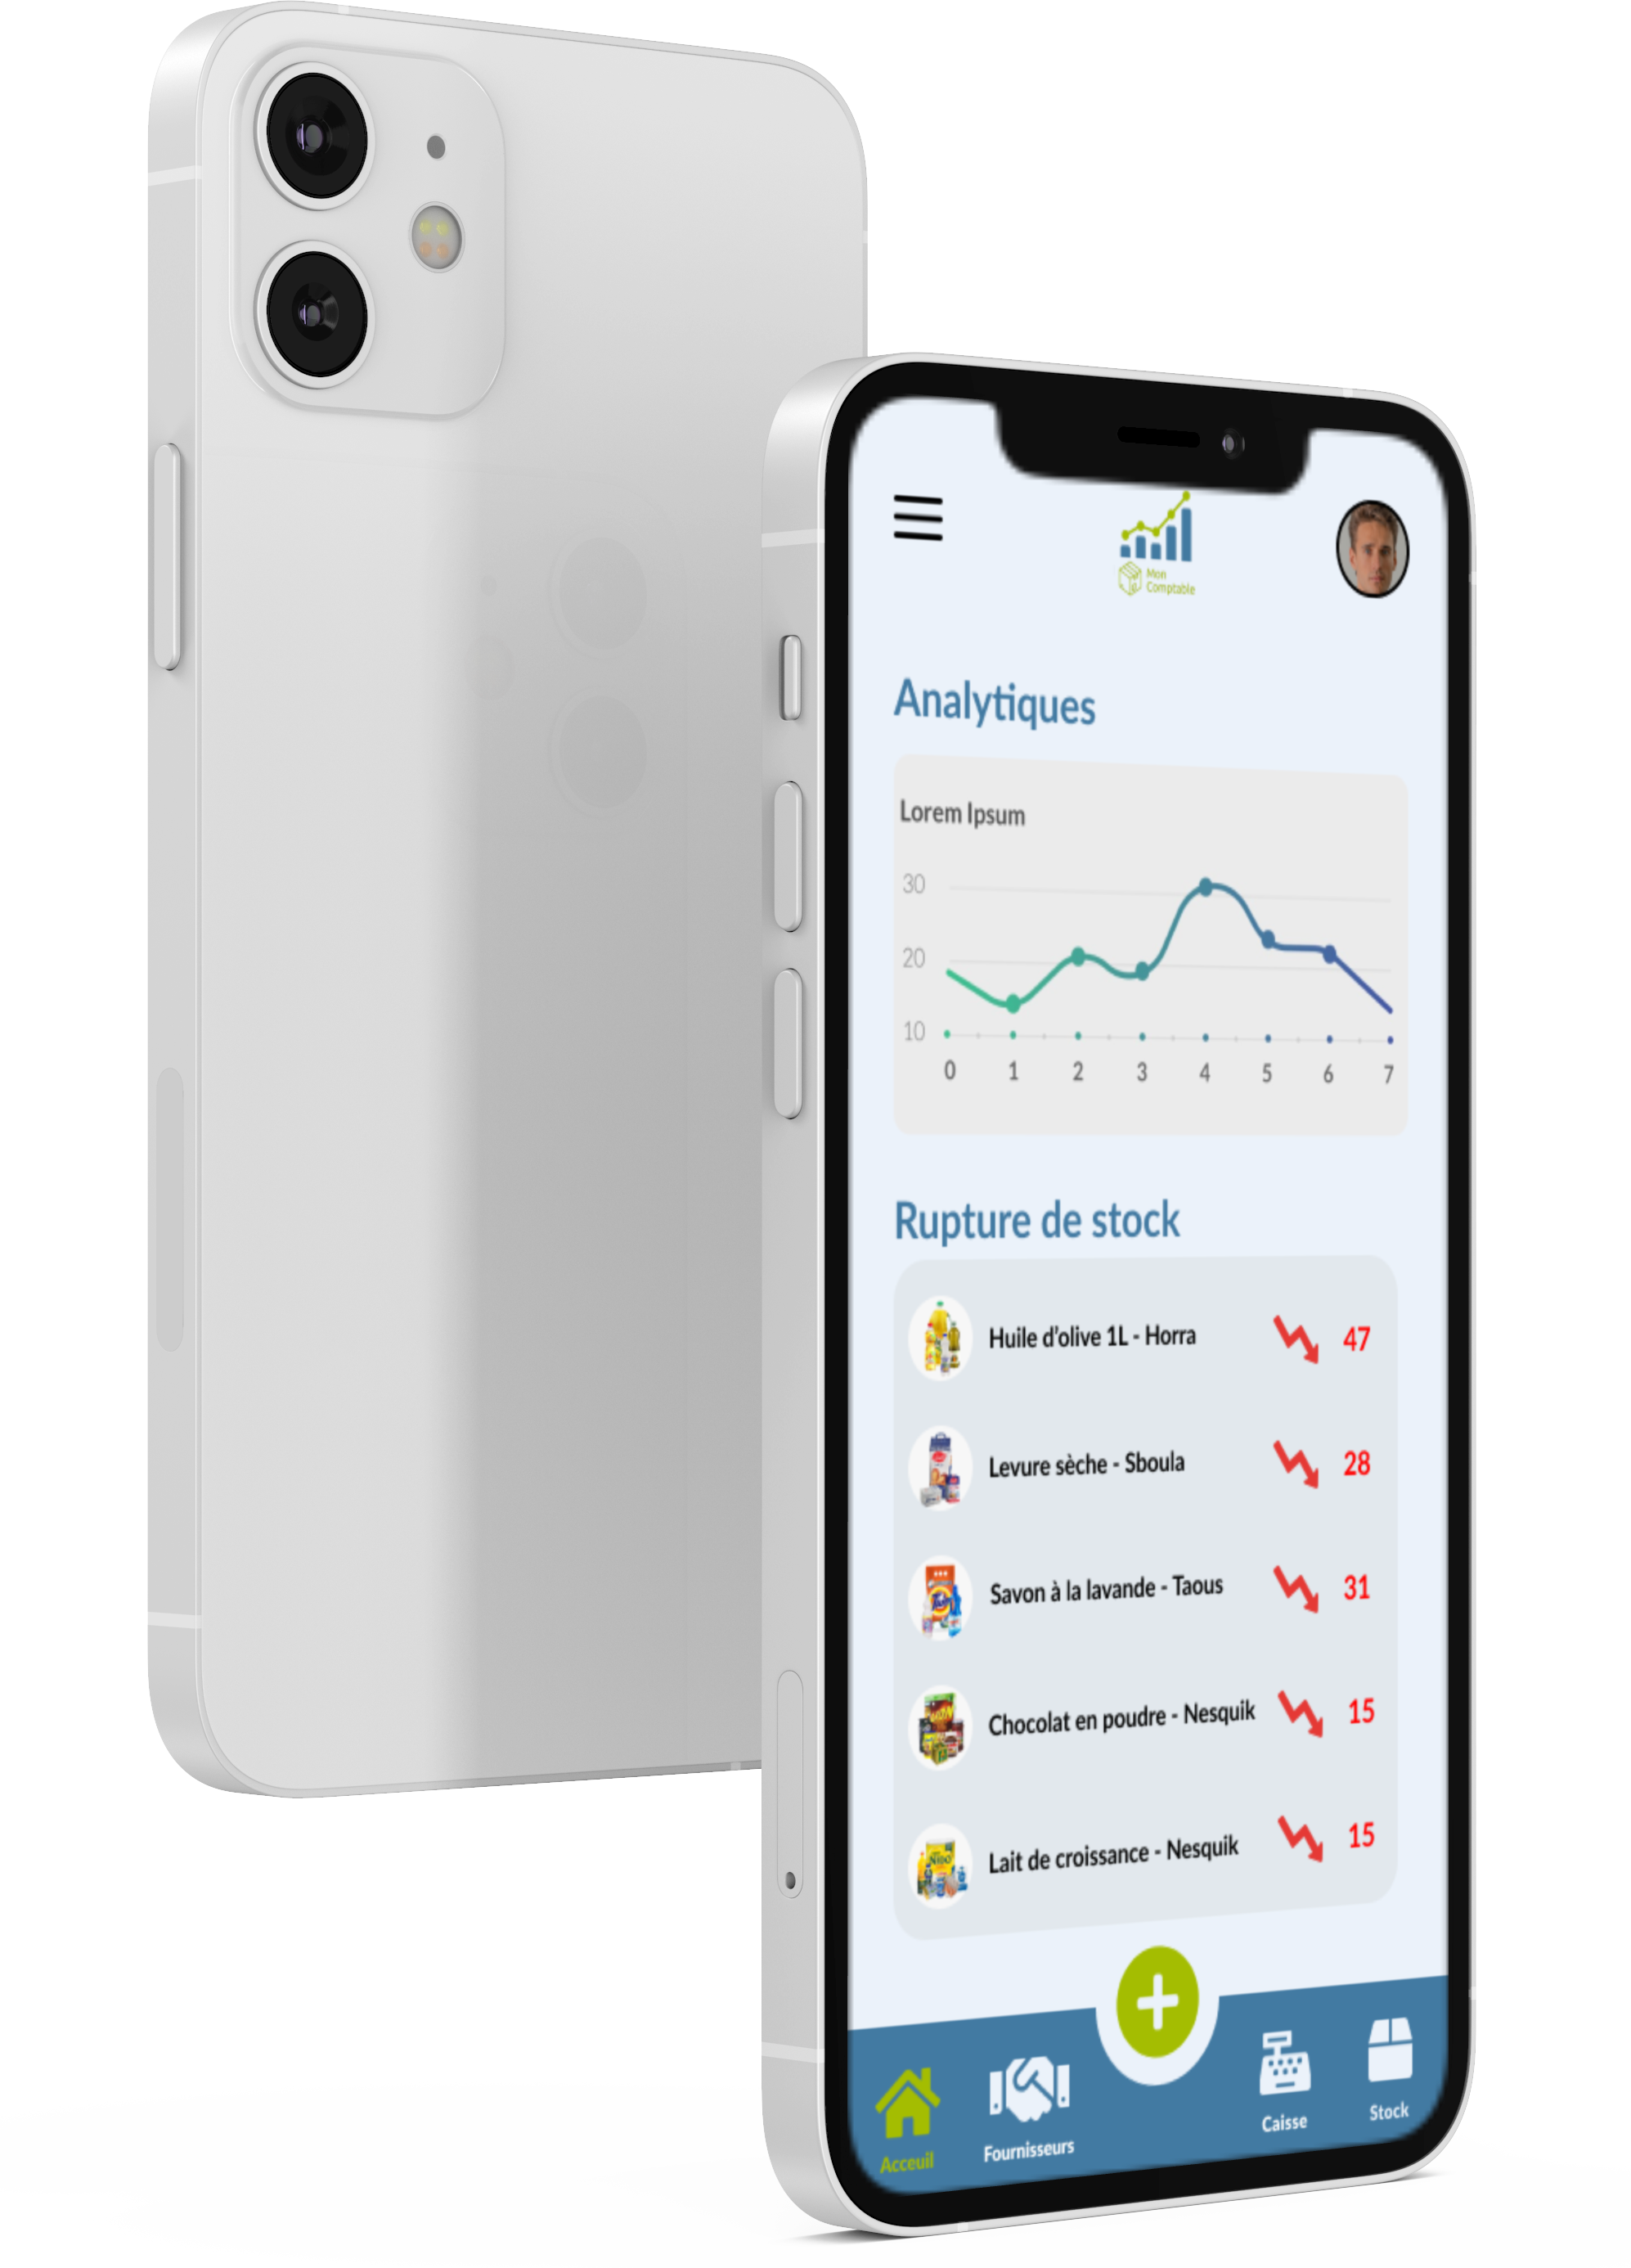 Mon
Comptable
Analytiques
Lorem Ipsum
30
20
10
0 1 2 3 4 5 6 7
Rupture de stock
Huile d'olive 1L - Horra 47
Levure sèche - Sboula 28
Savon à la lavande - Taous 31
Chocolat en poudre - Nesquik 15
Lait de croissance - Nesquik 15
Acceuil Fournisseurs Caisse Stock